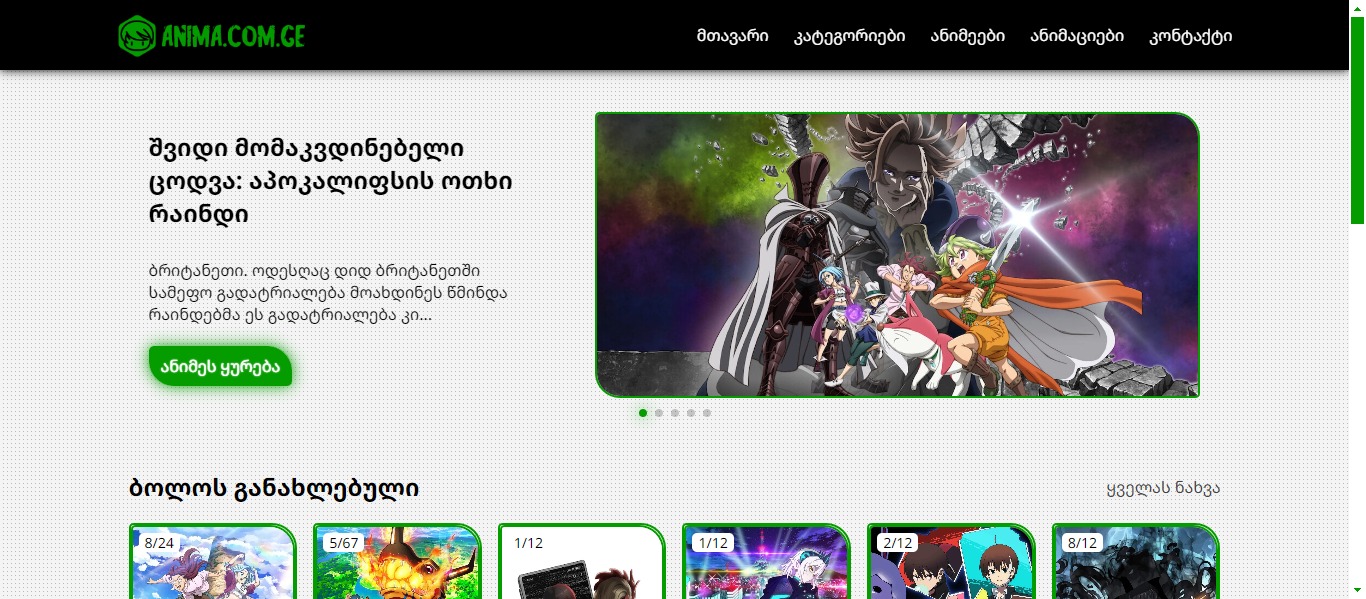 ANIMA.COM.GE
მთავარი კატეგორიები ანიმეები ანიმაციები კონტაქტი
შვიდი მომაკვდინებელი
ცოდვა: აპოკალიფსის ოთხი
რაინდი
ბრიტანეთი. ოდესღაც დიდ ბრიტანეთში
სამეფო გადატრიალება მოახდინეს წმინდა
რაინდებმა ეს გადატრიალება კი...
ანიმეს ყურება
ბოლოს განახლებული ყველას ნახვა
8/24 5/67 1/12 1/12 2/12 8/12